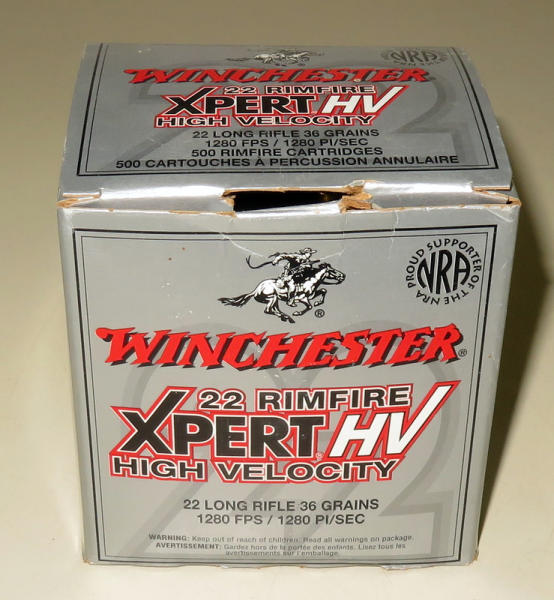 NRA
WINCHESTER
22 RIMFIRE
XPERT HV
HIGH VELOCITY
22 LONG RIFLE 36 GRAINS
1280 FPS / 1280 PI/SEC
500 RIMFIRE CARTRIDGES
500 CARTOUCHES À PERCUSSION ANNULAIRE
PROUD SUPPORTER OF THE NRA
NRA
®
WINCHESTER®
22 RIMFIRE
XPERT® HV
HIGH VELOCITY
22 LONG RIFLE 36 GRAINS
1280 FPS / 1280 PI/SEC
WARNING: Keep out of reach of children. Read all warnings on package.
AVERTISSEMENT: Gardez hors de la portée des enfants. Lisez tous les
avertissements sur l'emballage.